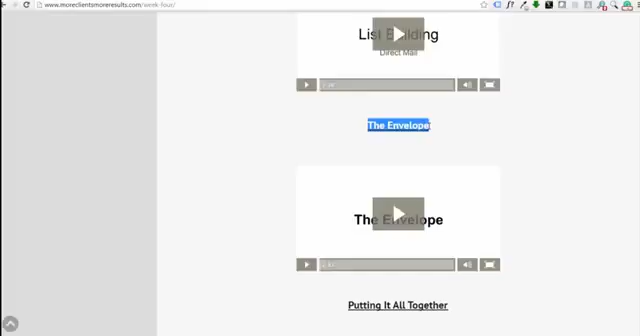 www.moreclientsmoreresults.com/week-four/
List Building
Direct Mail
The Envelope
The Envelope
Putting It All Together